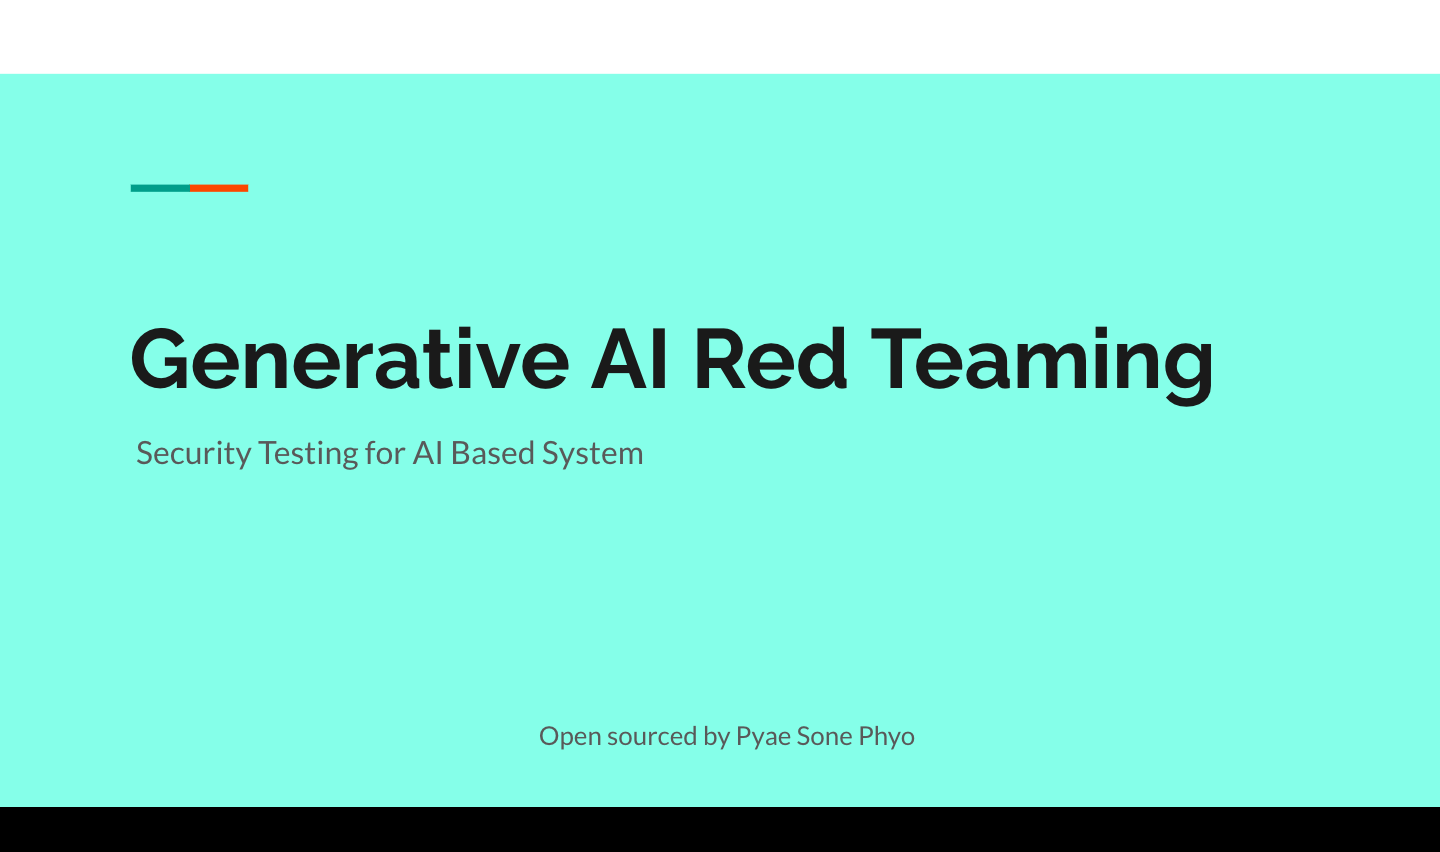 Generative AI Red Teaming
Security Testing for AI Based System
Open sourced by Pyae Sone Phyo